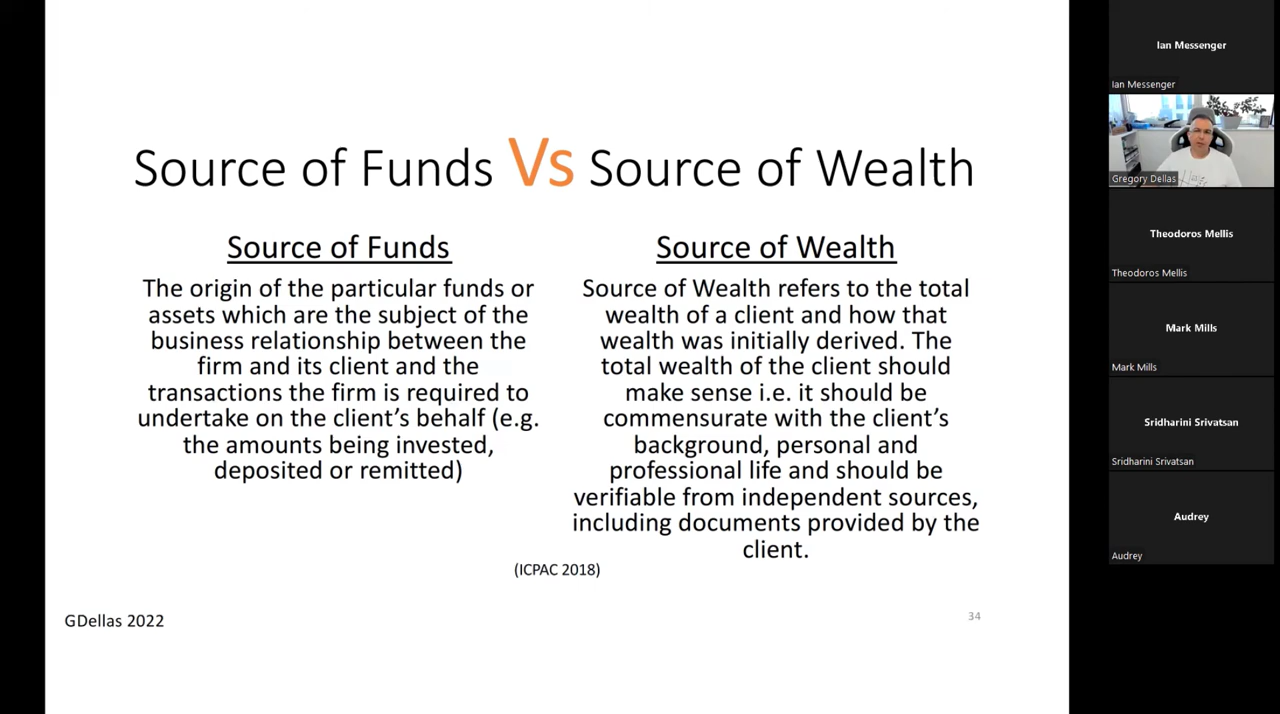 Source of Funds Vs Source of Wealth
Source of Funds
The origin of the particular funds or
assets which are the subject of the
business relationship between the
firm and its client and the
transactions the firm is required to
undertake on the client’s behalf (e.g.
the amounts being invested,
deposited or remitted)
Source of Wealth
Source of Wealth refers to the total
wealth of a client and how that
wealth was initially derived. The
total wealth of the client should
make sense i.e. it should be
commensurate with the client’s
background, personal and
professional life and should be
verifiable from independent sources,
including documents provided by the
client.
(ICPAC 2018)
GDellas 2022
34
Ian Messenger
Ian Messenger
Gregory Dellas
Theodoros Mellis
Theodoros Mellis
Mark Mills
Mark Mills
Sridharini Srivatsan
Sridharini Srivatsan
Audrey
Audrey